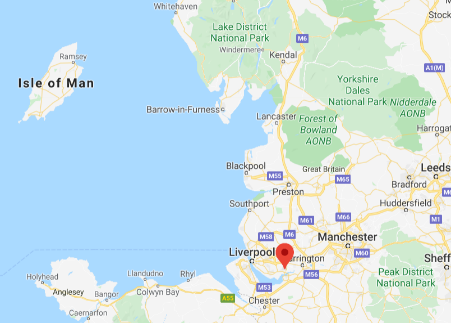 Whitehaven
Lake District
National Park
Windermere
M6
Kendal
Ramsey
Isle of Man
Yorkshire
Dales
National Park
Nidderdale
AONB
A1(M)
Barrow-in-Furness
Lancaster
Forest of
Bowland
AONB
Blackpool
M55
Great Britain
M65
Preston
Bradford
Leeds
Huddersfield
Southport
M61
M66
M1
M58
M6
Manchester
M60
Liverpool
M56
Peak District
National Park
Holyhead
Llandudno
Rhyl
Anglesey
Bangor
Colwyn Bay
A55
M53
Chester
Caernarfon